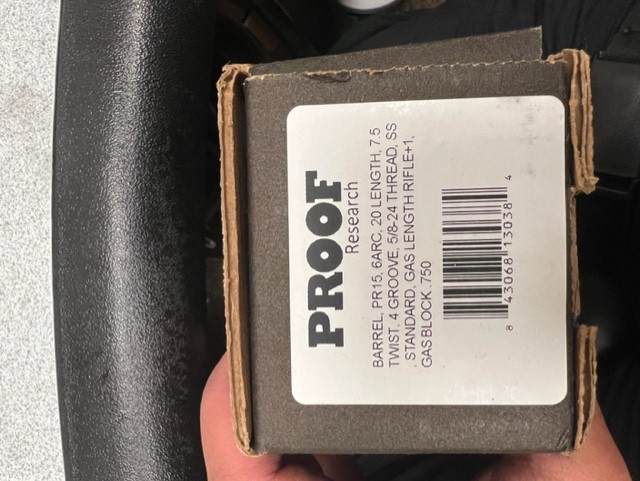 PROOF
Research
BARREL, PR15, 6ARC, 20 LENGTH, 7.5
TWIST, 4 GROOVE, 5/8-24 THREAD, SS
, STANDARD, GAS LENGTH RIFLE+1,
GAS BLOCK .750
8 43068 13038 4